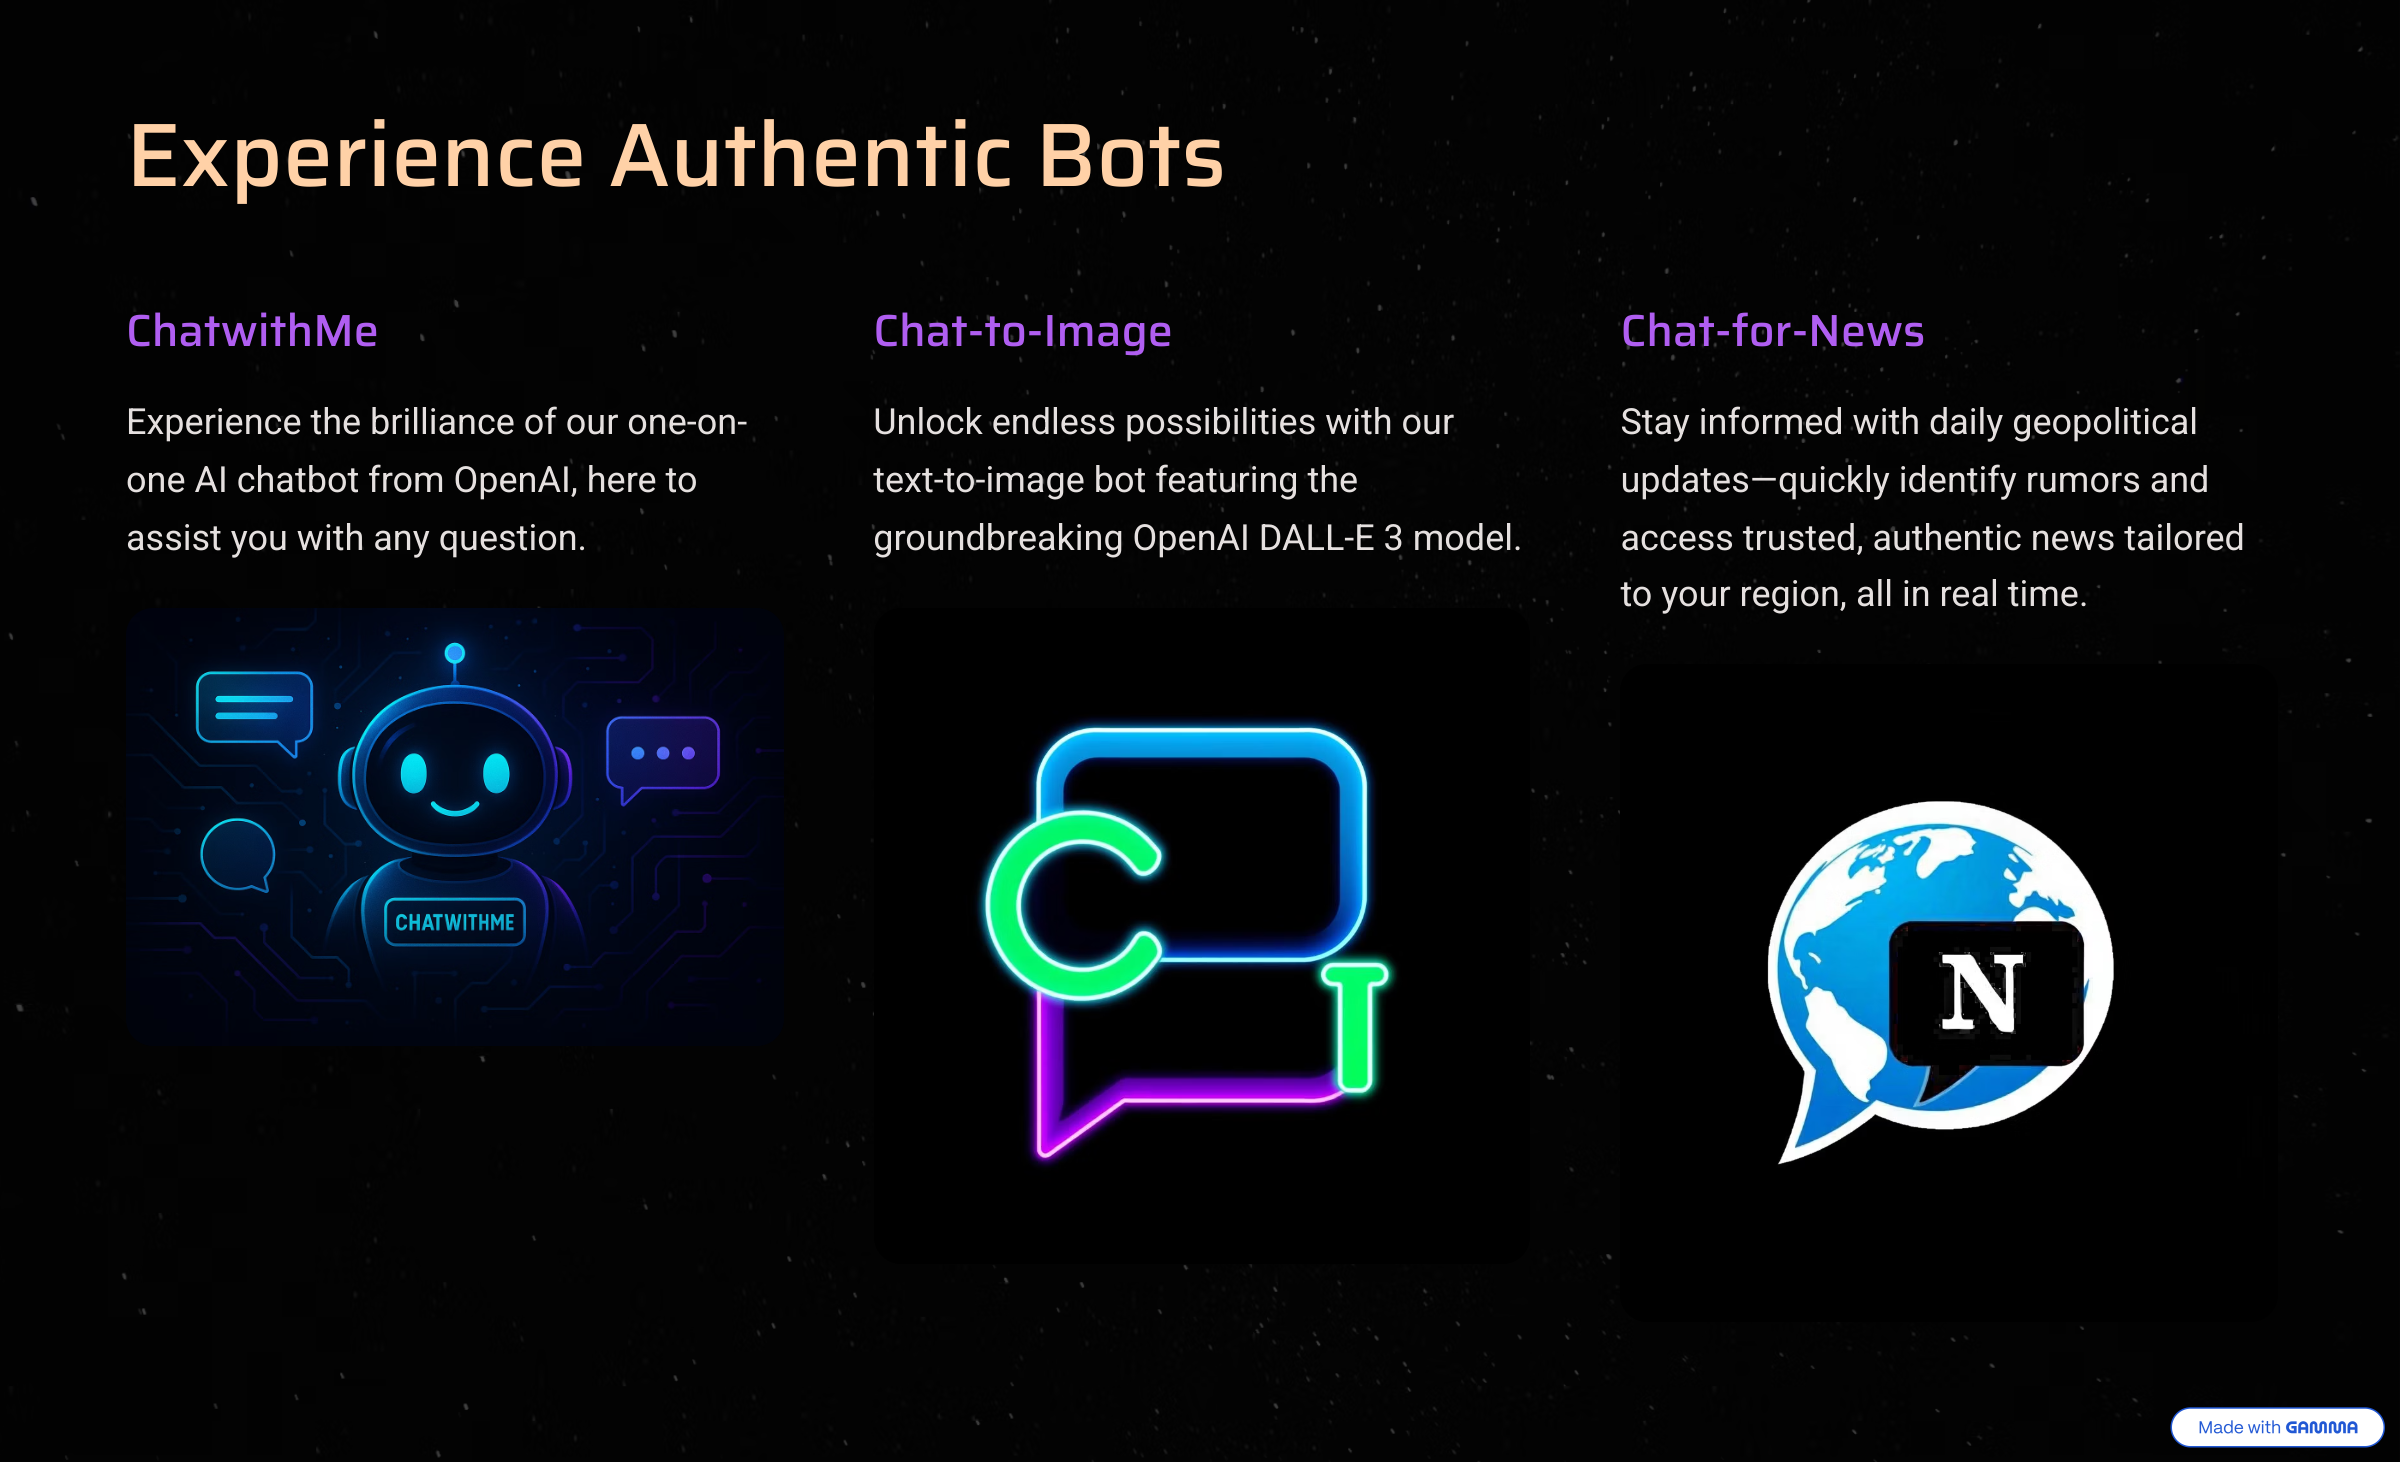 Experience Authentic Bots
ChatwithMe
Experience the brilliance of our one-on-
one AI chatbot from OpenAI, here to
assist you with any question.
CHATWITHME
Chat-to-Image
Unlock endless possibilities with our
text-to-image bot featuring the
groundbreaking OpenAI DALL-E 3 model.
C
I
Chat-for-News
Stay informed with daily geopolitical
updates—quickly identify rumors and
access trusted, authentic news tailored
to your region, all in real time.
N
Made with GAMMA